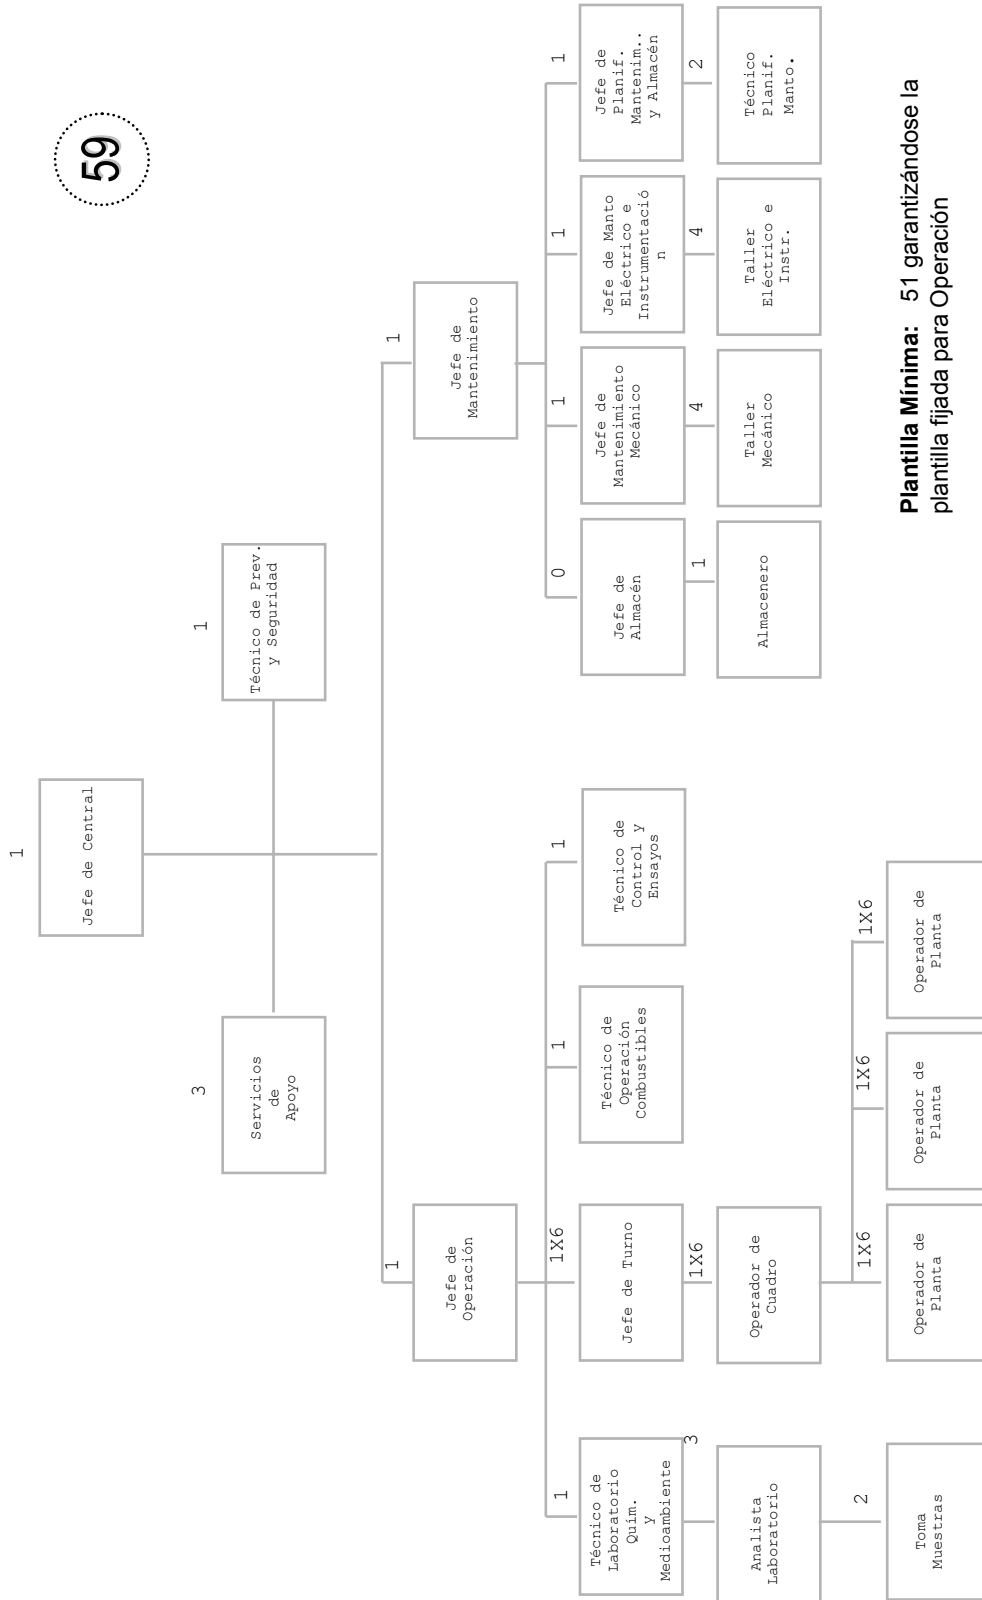 59
1
Jefe de Central
3
Servicios
de
Apoyo
1
Técnico de Prev.
y Seguridad
1
Jefe de
Operación
1
Jefe de
Mantenimiento
1
Técnico de
Laboratorio
Quím.
y
Medioambiente
1X6
Jefe de Turno
1
Técnico de
Operación
Combustibles
1
Técnico de
Control y
Ensayos
0
Jefe de
Almacén
1
Jefe de
Mantenimiento
Mecánico
1
Jefe de Manto
Eléctrico e
Instrumentació
n
1
Jefe de
Planif.
Mantenim..
y Almacén
3
Analista
Laboratorio
1X6
Operador de
Cuadro
1
Almacenero
4
Taller
Mecánico
4
Taller
Eléctrico e
Instr.
2
Técnico
Planif.
Manto.
2
Toma
Muestras
1X6
Operador de
Planta
1X6
Operador de
Planta
1X6
Operador de
Planta
Plantilla Mínima: 51 garantizándose la
plantilla fijada para Operación